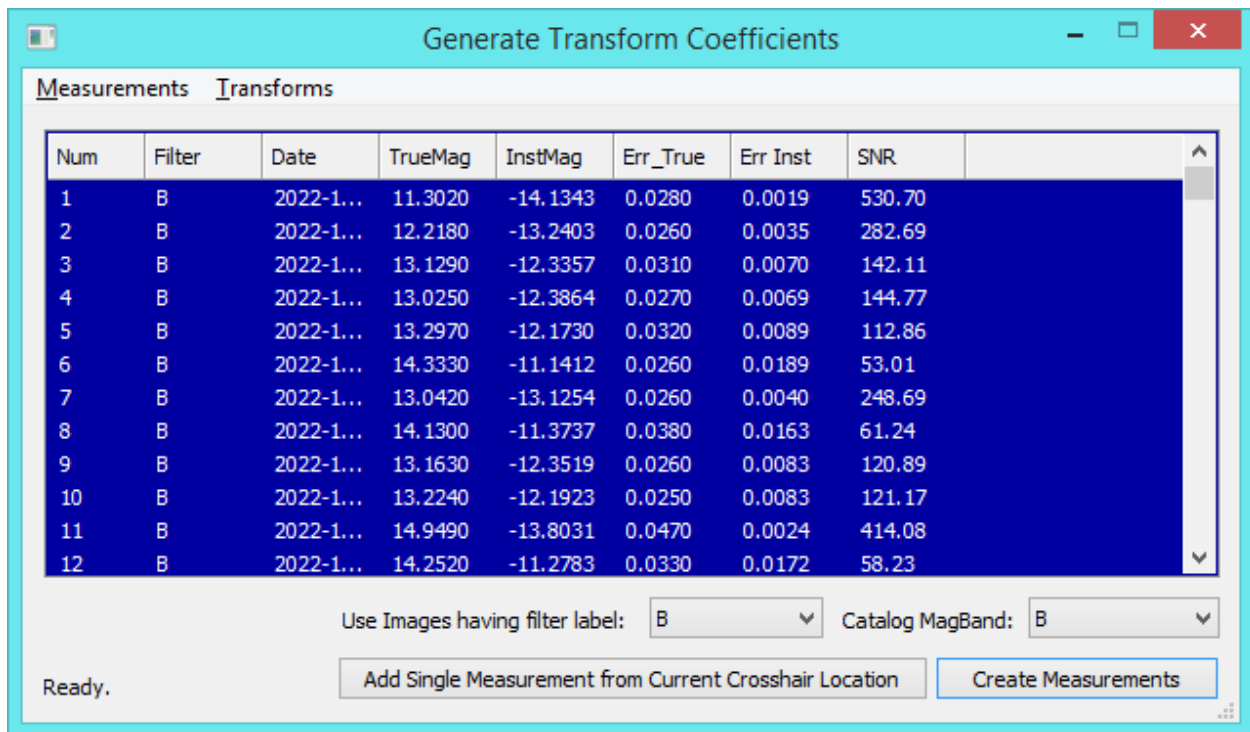 Generate Transform Coefficients
Measurements Transforms
Num Filter Date TrueMag InstMag Err_True Err Inst SNR
1 B 2022-1... 11.3020 -14.1343 0.0280 0.0019 530.70
2 B 2022-1... 12.2180 -13.2403 0.0260 0.0035 282.69
3 B 2022-1... 13.1290 -12.3357 0.0310 0.0070 142.11
4 B 2022-1... 13.0250 -12.3864 0.0270 0.0069 144.77
5 B 2022-1... 13.2970 -12.1730 0.0320 0.0089 112.86
6 B 2022-1... 14.3330 -11.1412 0.0260 0.0189 53.01
7 B 2022-1... 13.0420 -13.1254 0.0260 0.0040 248.69
8 B 2022-1... 14.1300 -11.3737 0.0380 0.0163 61.24
9 B 2022-1... 13.1630 -12.3519 0.0260 0.0083 120.89
10 B 2022-1... 13.2240 -12.1923 0.0250 0.0083 121.17
11 B 2022-1... 14.9490 -13.8031 0.0470 0.0024 414.08
12 B 2022-1... 14.2520 -11.2783 0.0330 0.0172 58.23
Use Images having filter label: B Catalog MagBand: B
Ready. Add Single Measurement from Current Crosshair Location Create Measurements